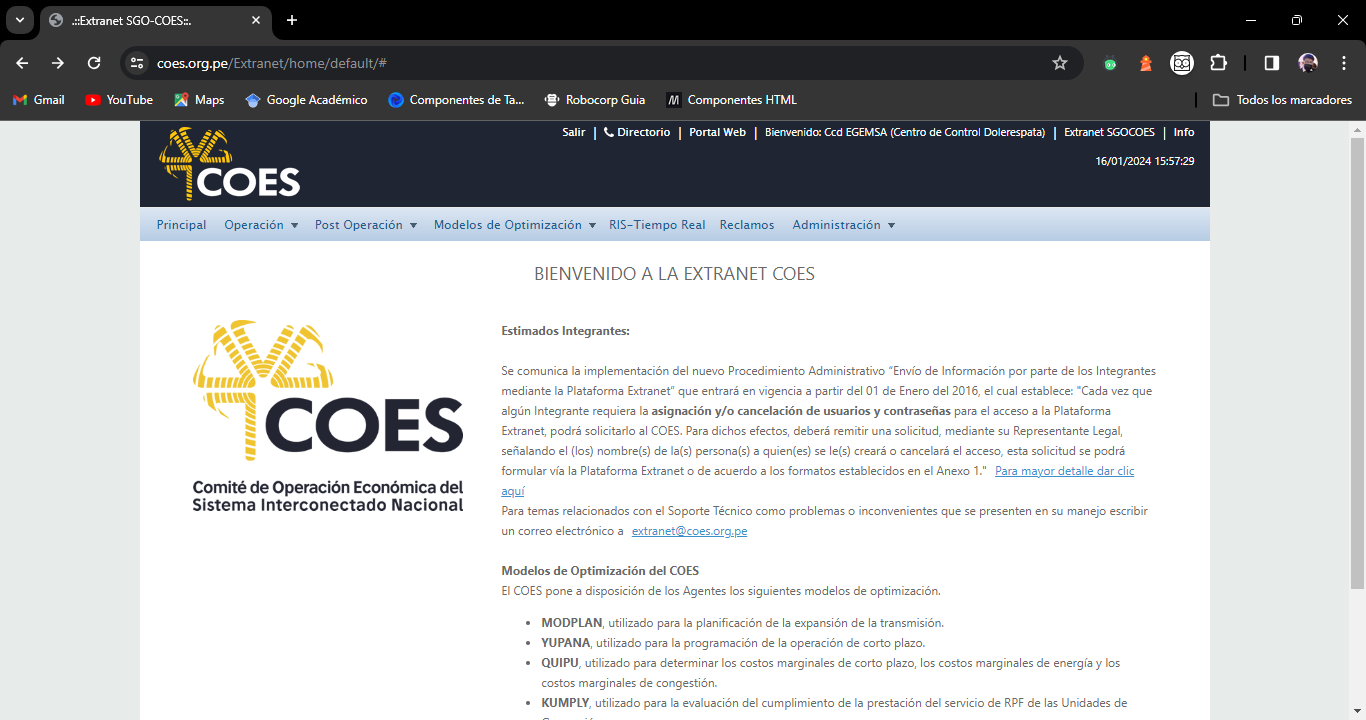 .::Extranet SGO-COES::.
coes.org.pe/Extranet/home/default/#
Gmail YouTube Maps Google Académico Componentes de Ta... Robocorp Guia Componentes HTML Todos los marcadores
Salir | Directorio | Portal Web | Bienvenido: Ccd EGEMSA (Centro de Control Dolerespata) | Extranet SGOCOES | Info
16/01/2024 15:57:29
COES
Principal Operación Post Operación Modelos de Optimización RIS-Tiempo Real Reclamos Administración
BIENVENIDO A LA EXTRANET COES
COES
Comité de Operación Económica del
Sistema Interconectado Nacional
Estimados Integrantes:
Se comunica la implementación del nuevo Procedimiento Administrativo "Envío de Información por parte de los Integrantes
mediante la Plataforma Extranet" que entrará en vigencia a partir del 01 de Enero del 2016, el cual establece: "Cada vez que
algún Integrante requiera la asignación y/o cancelación de usuarios y contraseñas para el acceso a la Plataforma
Extranet, podrá solicitarlo al COES. Para dichos efectos, deberá remitir una solicitud, mediante su Representante Legal,
señalando el (los) nombre(s) de la(s) persona(s) a quien(es) se le(s) creará o cancelará el acceso, esta solicitud se podrá
formular vía la Plataforma Extranet o de acuerdo a los formatos establecidos en el Anexo 1." Para mayor detalle dar clic
aquí
Para temas relacionados con el Soporte Técnico como problemas o inconvenientes que se presenten en su manejo escribir
un correo electrónico a extranet@coes.org.pe
Modelos de Optimización del COES
El COES pone a disposición de los Agentes los siguientes modelos de optimización.
• MODPLAN, utilizado para la planificación de la expansión de la transmisión.
• YUPANA, utilizado para la programación de la operación de corto plazo.
• QUIPU, utilizado para determinar los costos marginales de corto plazo, los costos marginales de energía y los
costos marginales de congestión.
• KUMPLY, utilizado para la evaluación del cumplimiento de la prestación del servicio de RPF de las Unidades de